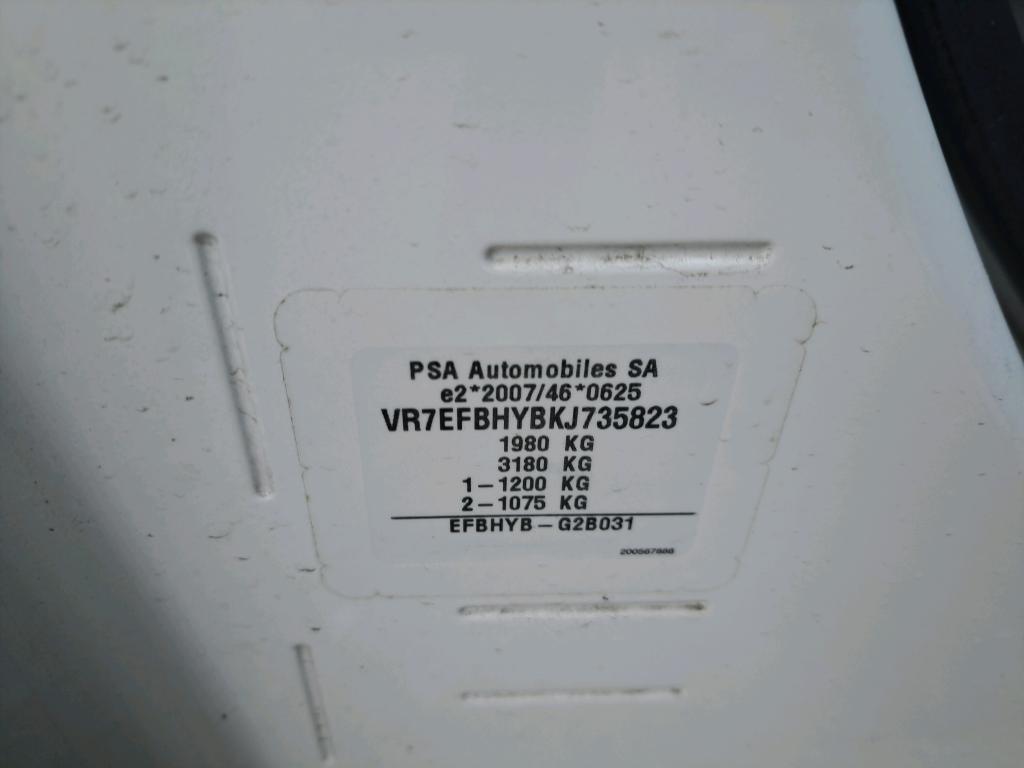 PSA Automobiles SA
e2*2007/46*0625
VR7EFBHYBKJ735823
1980 KG
3180 KG
1-1200 KG
2-1075 KG
EFBHYB-G2B031